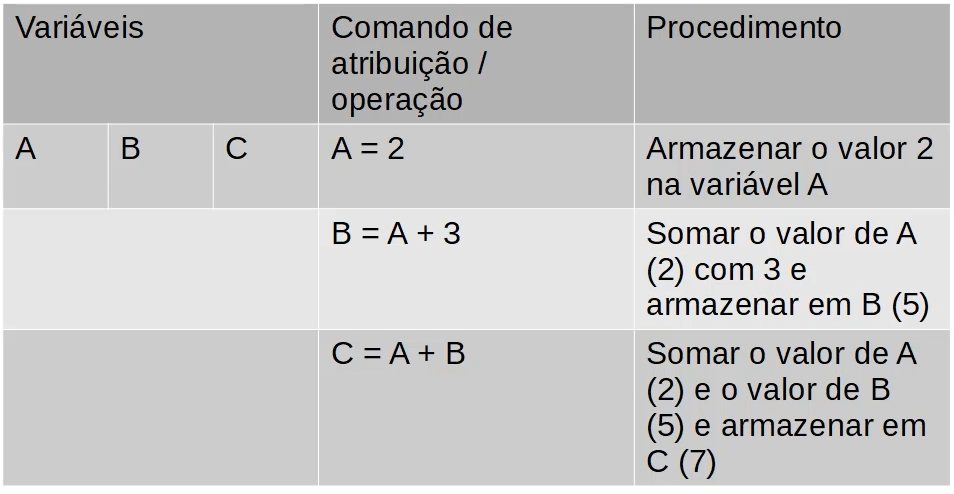 Variáveis
Comando de
atribuição /
operação
Procedimento
A
B
C
A = 2
Armazenar o valor 2
na variável A
B = A + 3
Somar o valor de A
(2) com 3 e
armazenar em B (5)
C = A + B
Somar o valor de A
(2) e o valor de B
(5) e armazenar em
C (7)